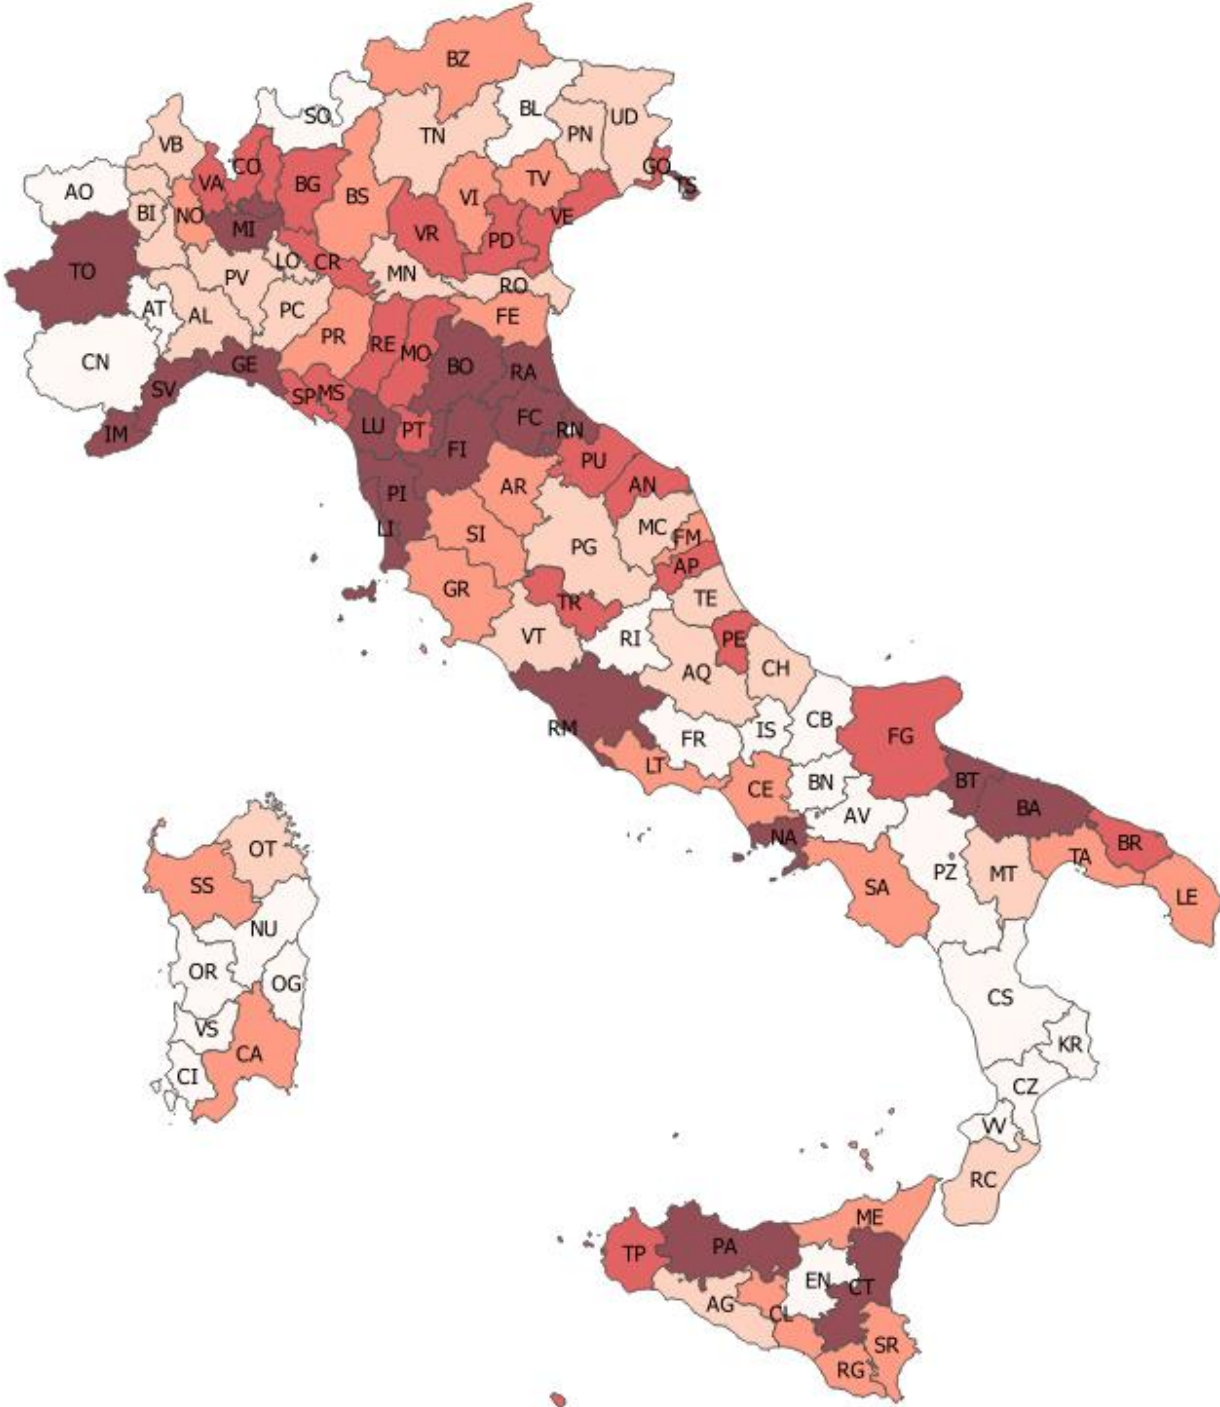 BZ
SO
BL
UD
PN
TN
VB
GO
TS
CO
VA
BG
AO
BS
VI
TV
BI
NO
MI
VR
PD
VE
TO
LO
CR
MN
PV
RO
AT
AL
PC
FE
PR
RE
MO
CN
GE
BO
RA
SV
SP
MS
LU
PT
FC
RN
IM
FI
PU
AR
AN
PI
LI
SI
MC
FM
PG
AP
GR
TR
TE
VT
RI
PE
AQ
CH
RM
FR
IS
CB
FG
LT
CE
BN
BT
AV
BA
NA
BR
OT
TA
SS
SA
PZ
MT
LE
NU
OR
OG
CS
VS
CA
KR
CI
CZ
VV
RC
ME
TP
PA
EN
CT
AG
CL
SR
RG